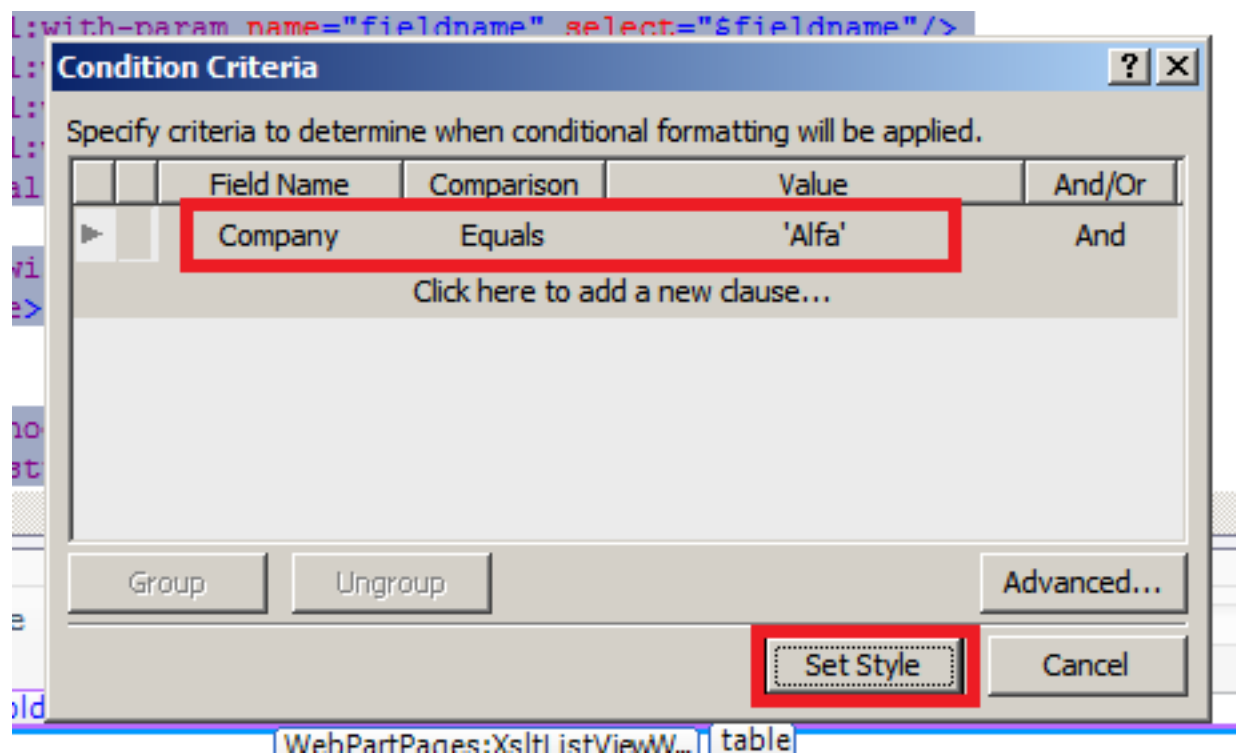 l:with-param name="fieldname" select="$fieldname"/>
Condition Criteria
Specify criteria to determine when conditional formatting will be applied.
Field Name Comparison Value And/Or
Company Equals 'Alfa' And
Click here to add a new clause...
Group Ungroup Advanced...
Set Style Cancel
WebPartPages:XsltListViewW... table